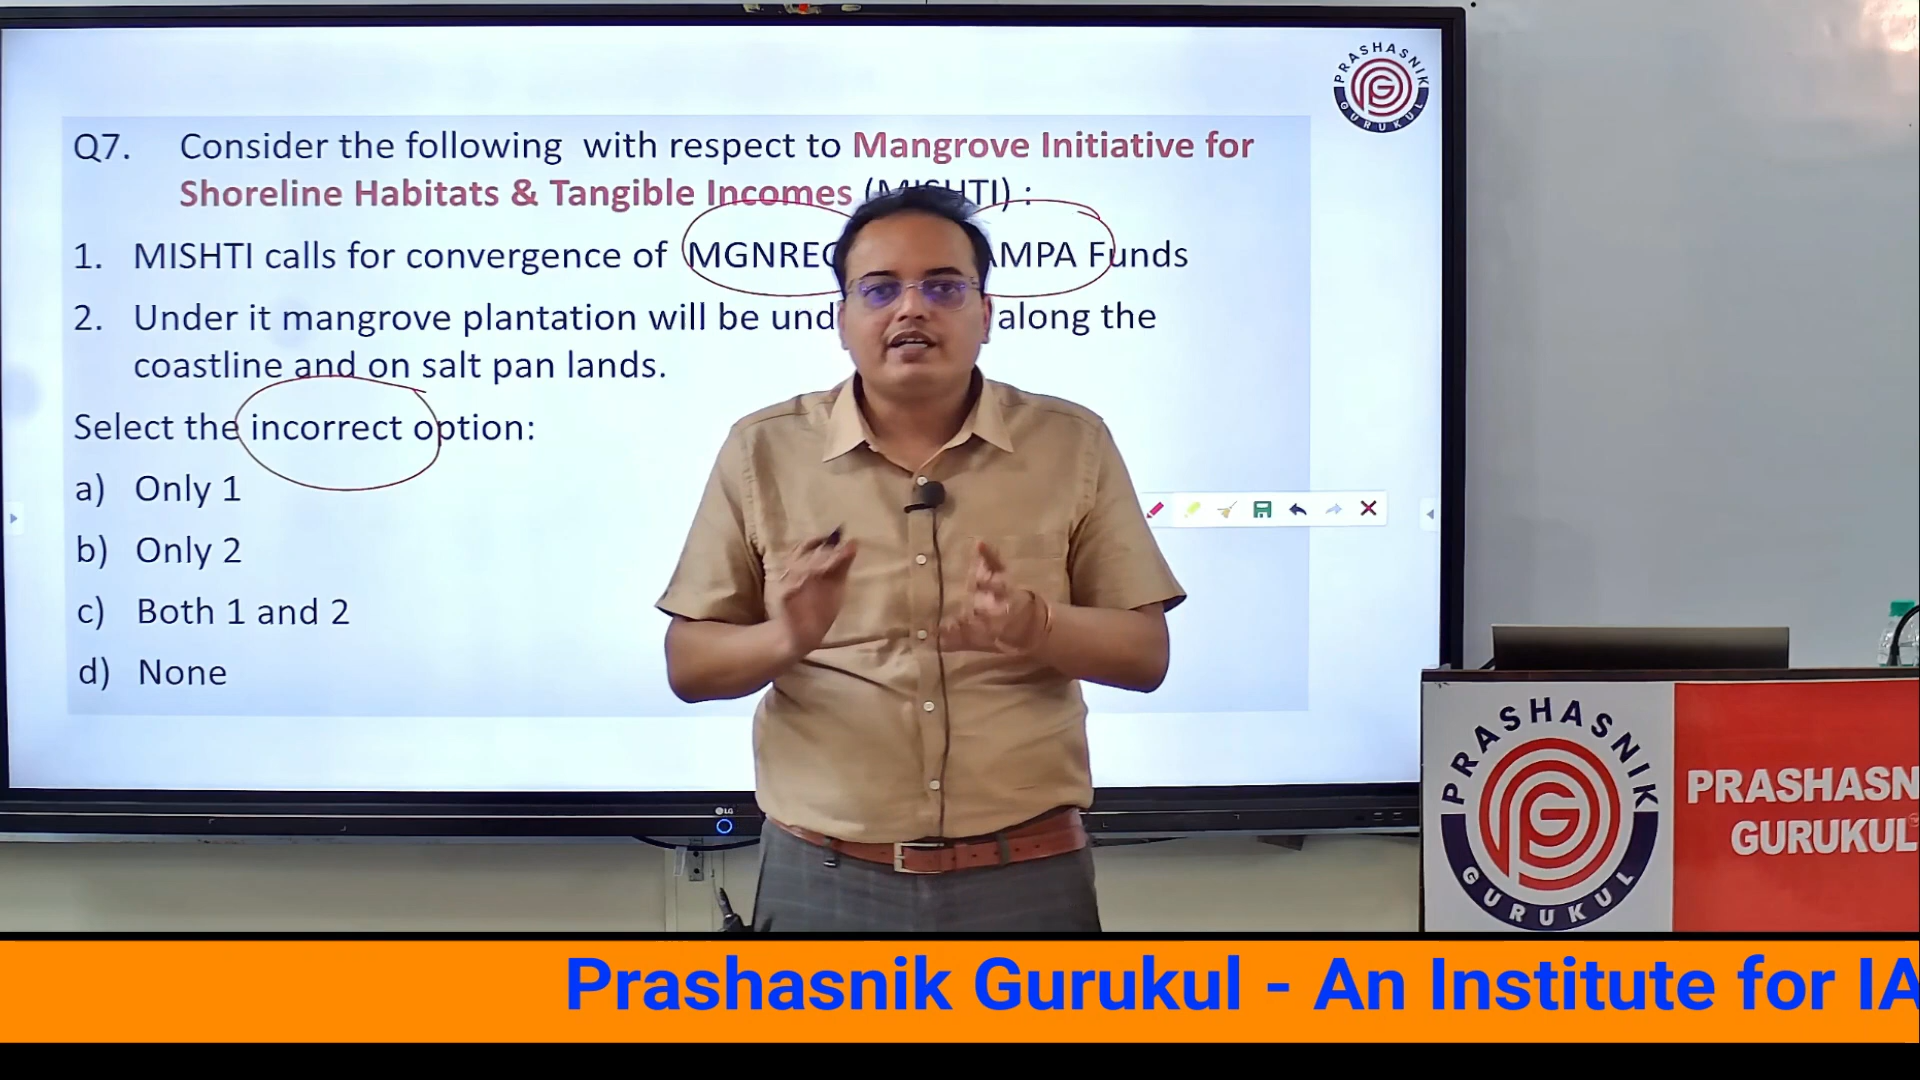 PRASHASNIK
GURUKUL
Q7. Consider the following with respect to Mangrove Initiative for
Shoreline Habitats & Tangible Incomes (MISHTI) :
1. MISHTI calls for convergence of Funds
2. Under it mangrove plantation will be along the
coastline and on salt pan lands.
Select the incorrect option:
a) Only 1
b) Only 2
c) Both 1 and 2
d) None
LG
PRASHASNIK
GURUKUL
GURUKUL
Prashasnik Gurukul - An Institute for